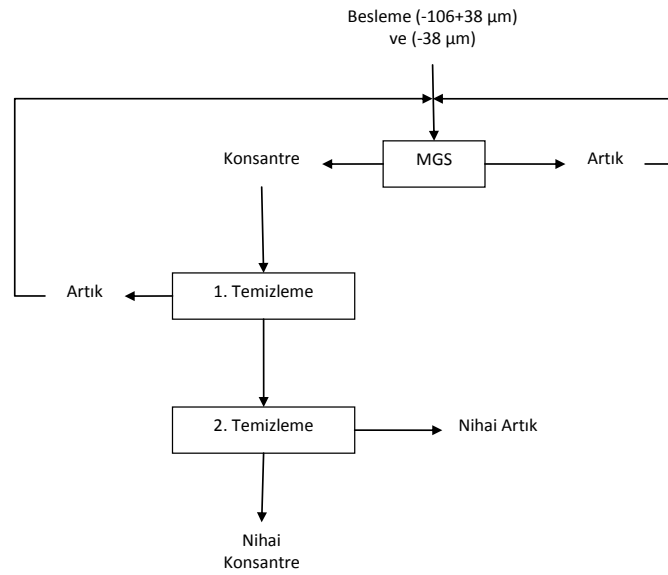 Besleme (-106+38 µm)
ve (-38 µm)
Konsantre
MGS
Artık
Artık
1. Temizleme
2. Temizleme
Nihai Artık
Nihai
Konsantre